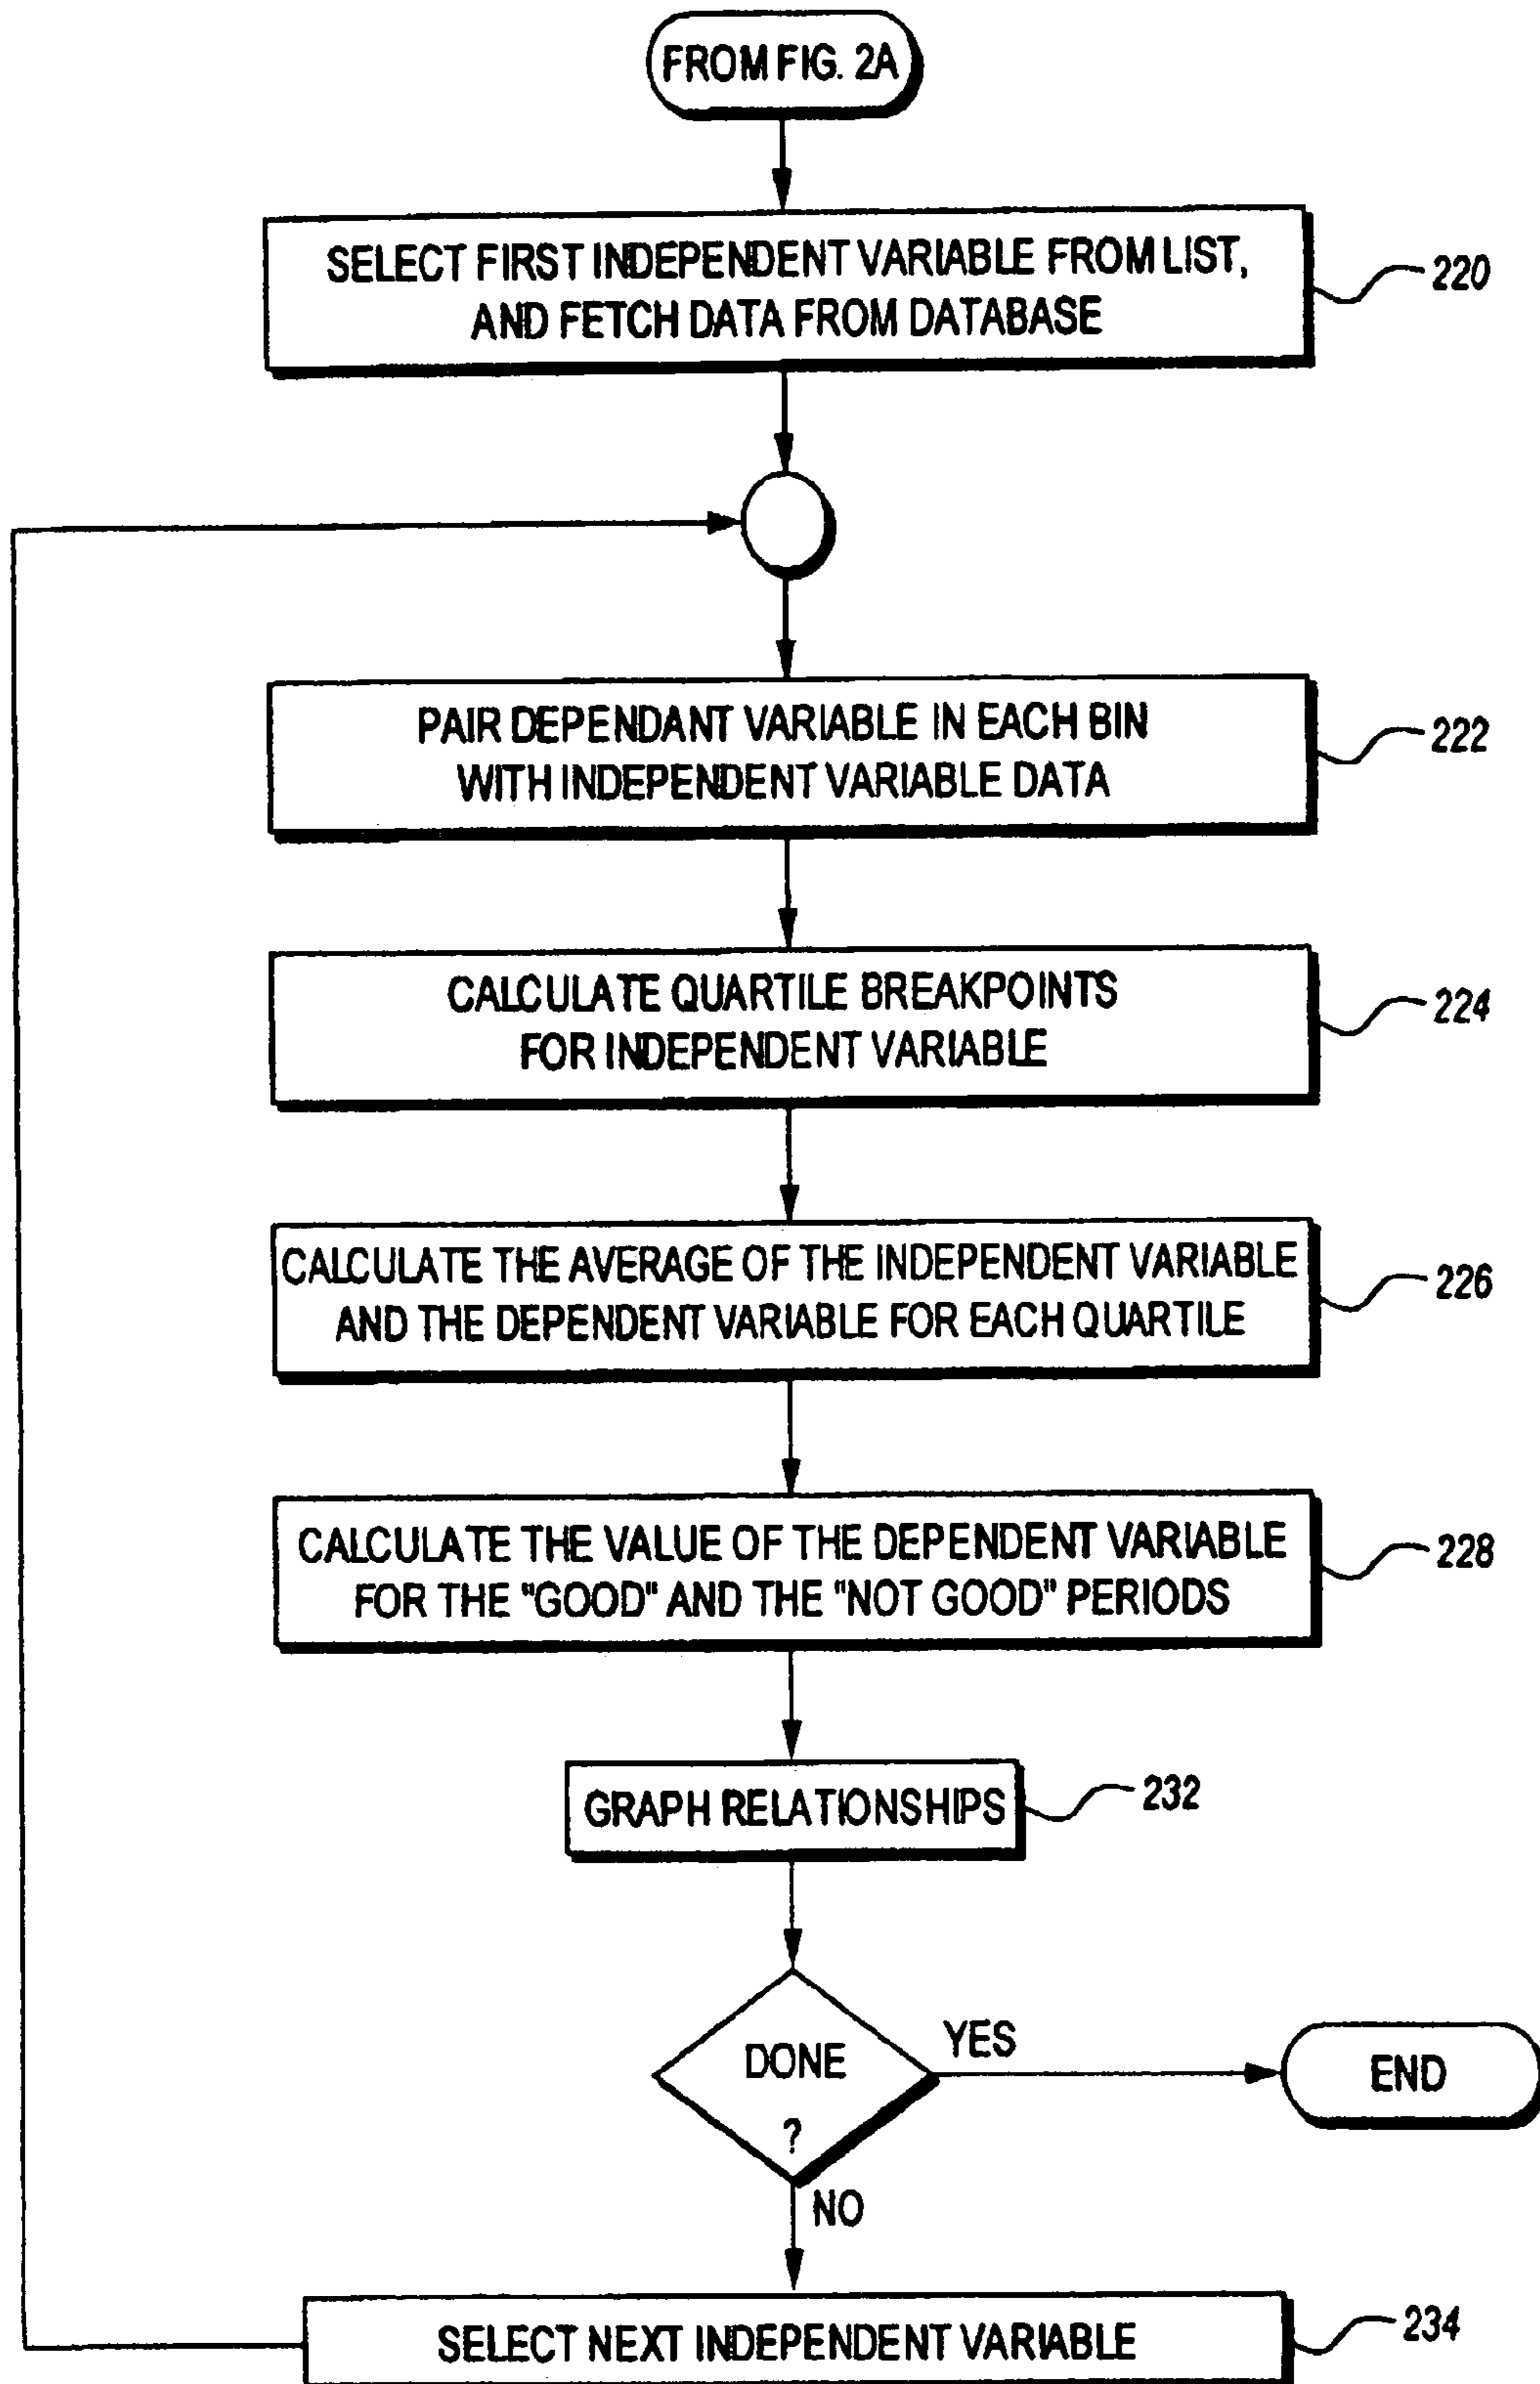 FROM FIG. 2A
SELECT FIRST INDEPENDENT VARIABLE FROM LIST,
AND FETCH DATA FROM DATABASE
220
PAIR DEPENDANT VARIABLE IN EACH BIN
WITH INDEPENDENT VARIABLE DATA
222
CALCULATE QUARTILE BREAKPOINTS
FOR INDEPENDENT VARIABLE
224
CALCULATE THE AVERAGE OF THE INDEPENDENT VARIABLE
AND THE DEPENDENT VARIABLE FOR EACH QUARTILE
226
CALCULATE THE VALUE OF THE DEPENDENT VARIABLE
FOR THE "GOOD" AND THE "NOT GOOD" PERIODS
228
GRAPH RELATIONSHIPS
232
DONE
?
YES
END
NO
SELECT NEXT INDEPENDENT VARIABLE
234